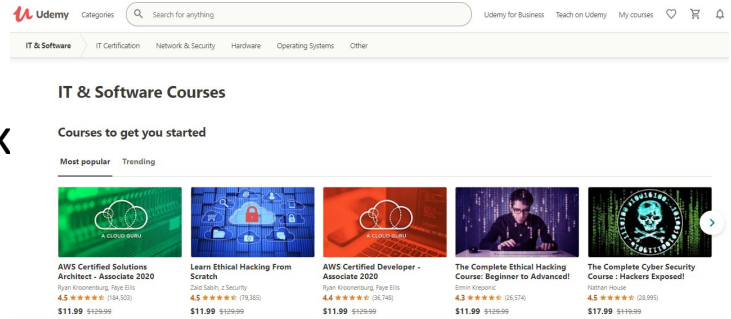 Udemy Categories Search for anything Udemy for Business Teach on Udemy My courses
IT & Software IT Certification Network & Security Hardware Operating Systems Other
IT & Software Courses
Courses to get you started
Most popular Trending
A CLOUD GURU
A CLOUD GURU
AWS Certified Solutions
Architect - Associate 2020
Ryan Kroonenburg, Faye Ellis
4.5 (184,503)
$11.99 $129.99
Learn Ethical Hacking From
Scratch
Zaid Sabih, z Security
4.5 (79,385)
$11.99 $129.99
AWS Certified Developer -
Associate 2020
Ryan Kroonenburg, Faye Ellis
4.4 (36,748)
$11.99 $129.99
The Complete Ethical Hacking
Course: Beginner to Advanced!
Ermin Kreponic
4.3 (26,574)
$11.99 $129.99
The Complete Cyber Security
Course : Hackers Exposed!
Nathan House
4.5 (28,995)
$17.99 $119.99